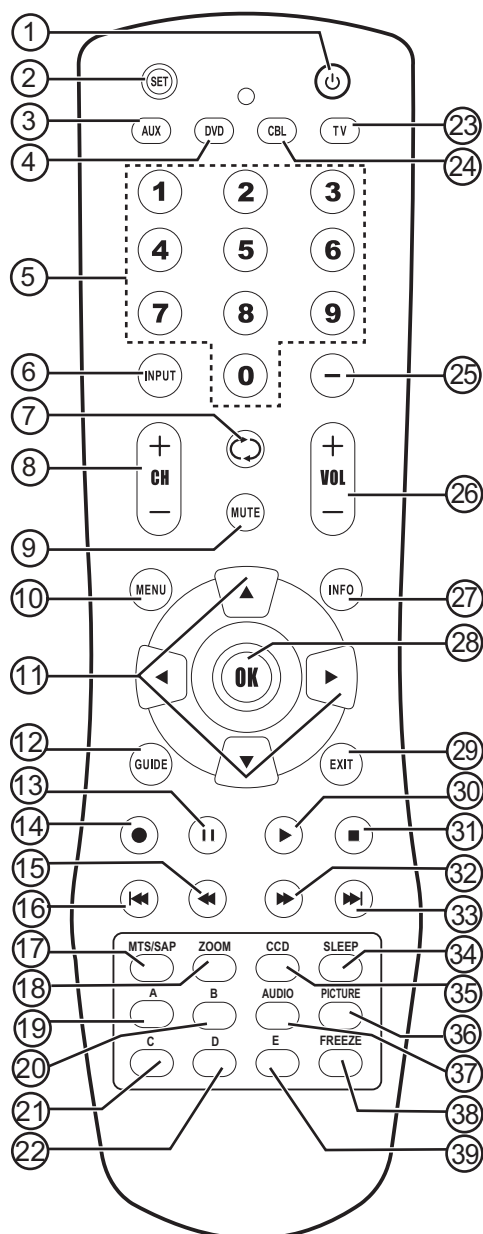 1
2 SET
3 AUX DVD CBL TV 23
4 24
1 2 3
4 5 6
5
7 8 9
6 INPUT 0 − 25
7
8 + CH − + VOL − 26
9 MUTE
10 MENU INFO 27
28
11 OK
12 GUIDE EXIT 29
13 30
14 31
15 32
16 33
17 MTS/SAP ZOOM CCD SLEEP 34
18 35
19 A B AUDIO PICTURE 36
20 37
21 C D E FREEZE 38
22 39